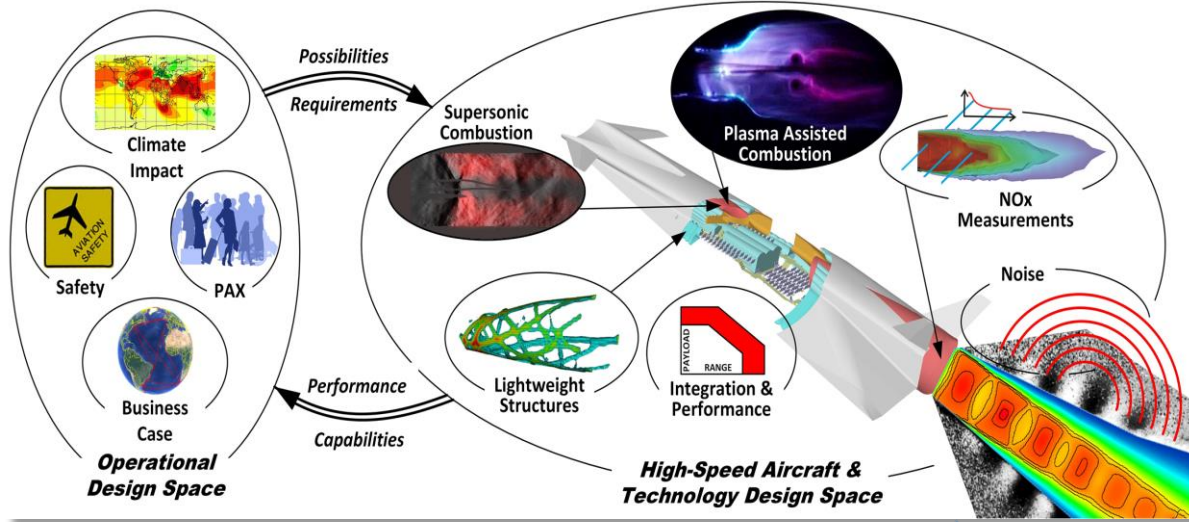 Climate
Impact
AVIATION
SAFETY
Safety
PAX
Business
Case
Operational
Design Space
Possibilities
Requirements
Performance
Capabilities
Supersonic
Combustion
Plasma Assisted
Combustion
NOx
Measurements
Noise
Lightweight
Structures
PAYLOAD
RANGE
Integration &
Performance
High-Speed Aircraft &
Technology Design Space